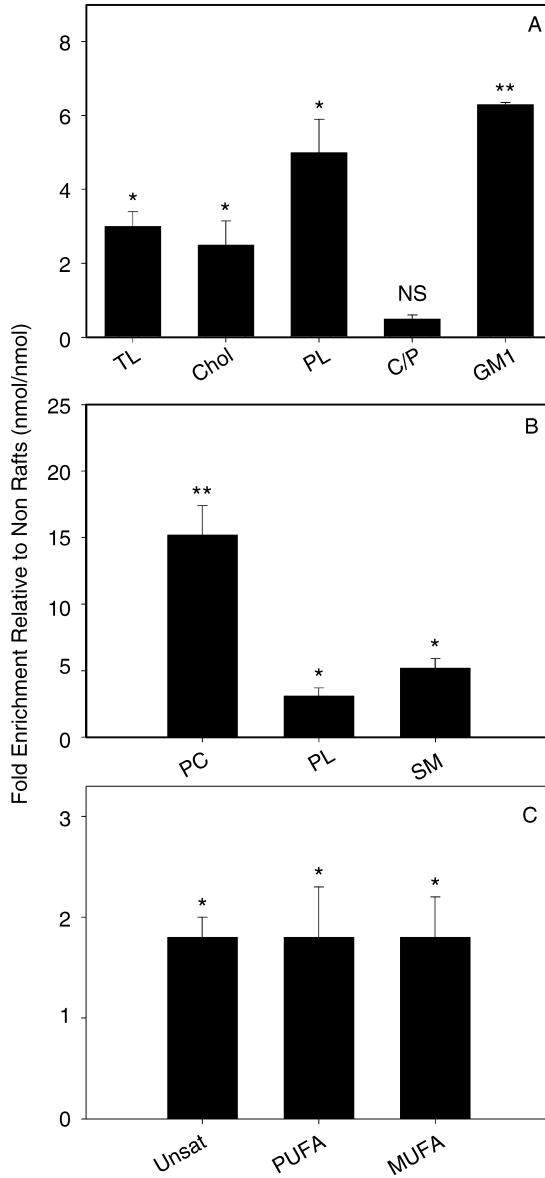 Fold Enrichment Relative to Non Rafts (nmol/nmol)
A
8
6
4
2
0
*
*
*
NS
**
TL
Chol
PL
C/P
GM1
B
25
20
15
10
5
0
**
*
*
PC
PL
SM
C
3
2
1
0
*
*
*
Unsat
PUFA
MUFA